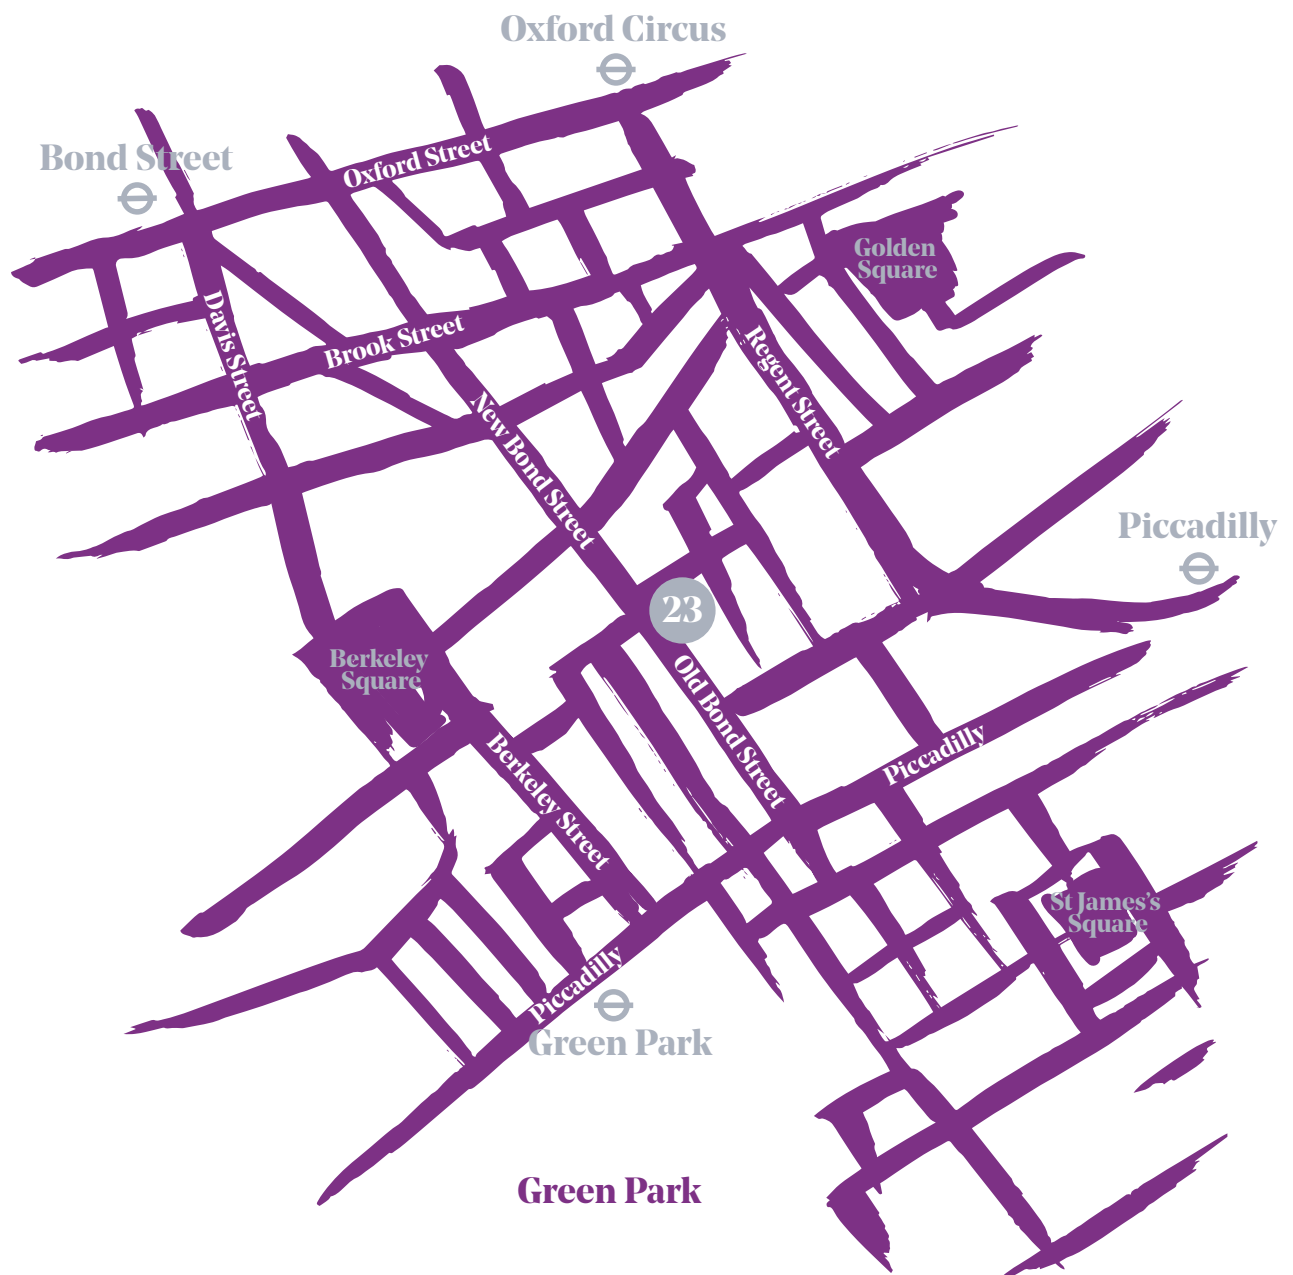 Oxford Circus
Bond Street
Oxford Street
Golden
Square
Davis Street
Brook Street
Regent Street
New Bond Street
Piccadilly
23
Berkeley
Square
Old Bond Street
Berkeley Street
Piccadilly
St James's
Square
Piccadilly
Green Park
Green Park